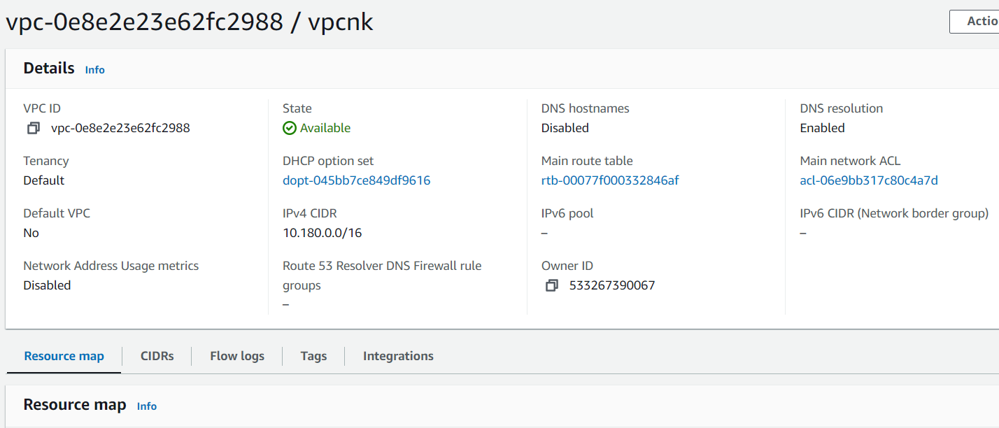 vpc-0e8e2e23e62fc2988 / vpcnk
Actio
Details Info
VPC ID
vpc-0e8e2e23e62fc2988
State
Available
DNS hostnames
Disabled
DNS resolution
Enabled
Tenancy
Default
DHCP option set
dopt-045bb7ce849df9616
Main route table
rtb-00077f000332846af
Main network ACL
acl-06e9bb317c80c4a7d
Default VPC
No
IPv4 CIDR
10.180.0.0/16
IPv6 pool
–
IPv6 CIDR (Network border group)
–
Network Address Usage metrics
Disabled
Route 53 Resolver DNS Firewall rule
groups
–
Owner ID
533267390067
Resource map
CIDRs
Flow logs
Tags
Integrations
Resource map Info